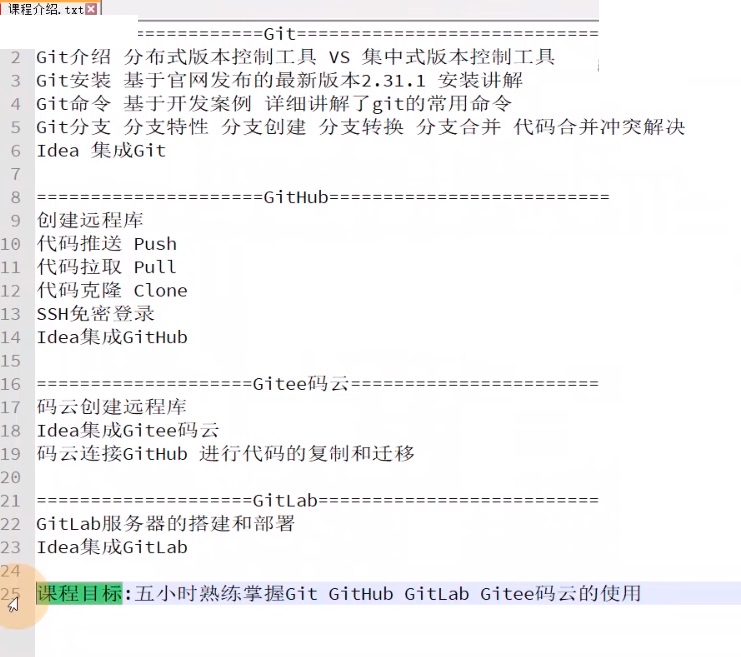 课程介绍.txt
============Git============================
2 Git介绍 分布式版本控制工具 VS 集中式版本控制工具
3 Git安装 基于官网发布的最新版本2.31.1 安装讲解
4 Git命令 基于开发案例 详细讲解了git的常用命令
5 Git分支 分支特性 分支创建 分支转换 分支合并 代码合并冲突解决
6 Idea 集成Git
7
8 =====================GitHub==========================
9 创建远程库
10 代码推送 Push
11 代码拉取 Pull
12 代码克隆 Clone
13 SSH免密登录
14 Idea集成GitHub
15
16 ====================Gitee码云=======================
17 码云创建远程库
18 Idea集成Gitee码云
19 码云连接GitHub 进行代码的复制和迁移
20
21 ====================GitLab==========================
22 GitLab服务器的搭建和部署
23 Idea集成GitLab
24
25 课程目标:五小时熟练掌握Git GitHub GitLab Gitee码云的使用